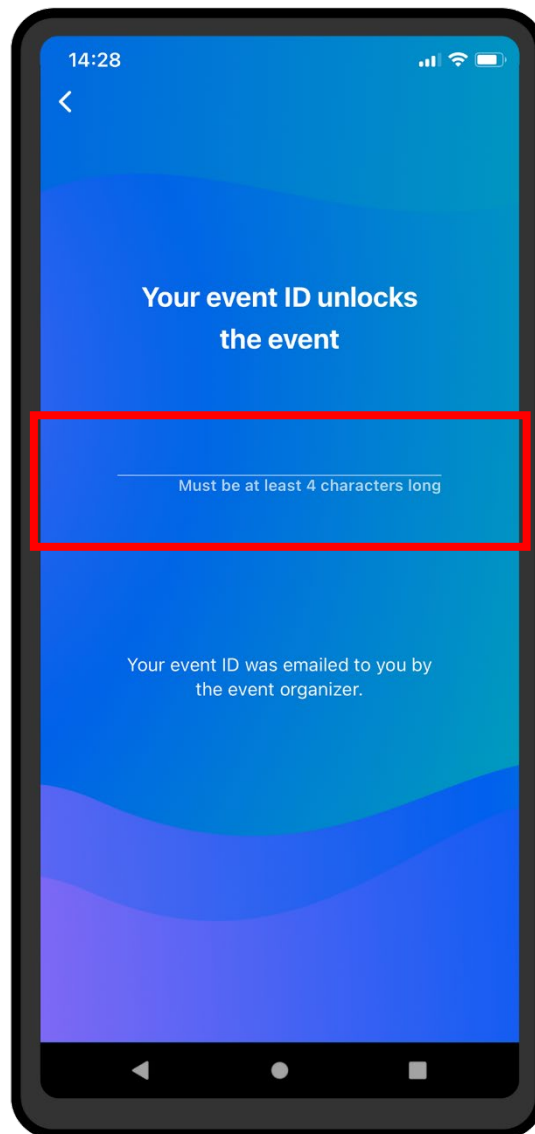 14:28
Your event ID unlocks
the event
Must be at least 4 characters long
Your event ID was emailed to you by
the event organizer.